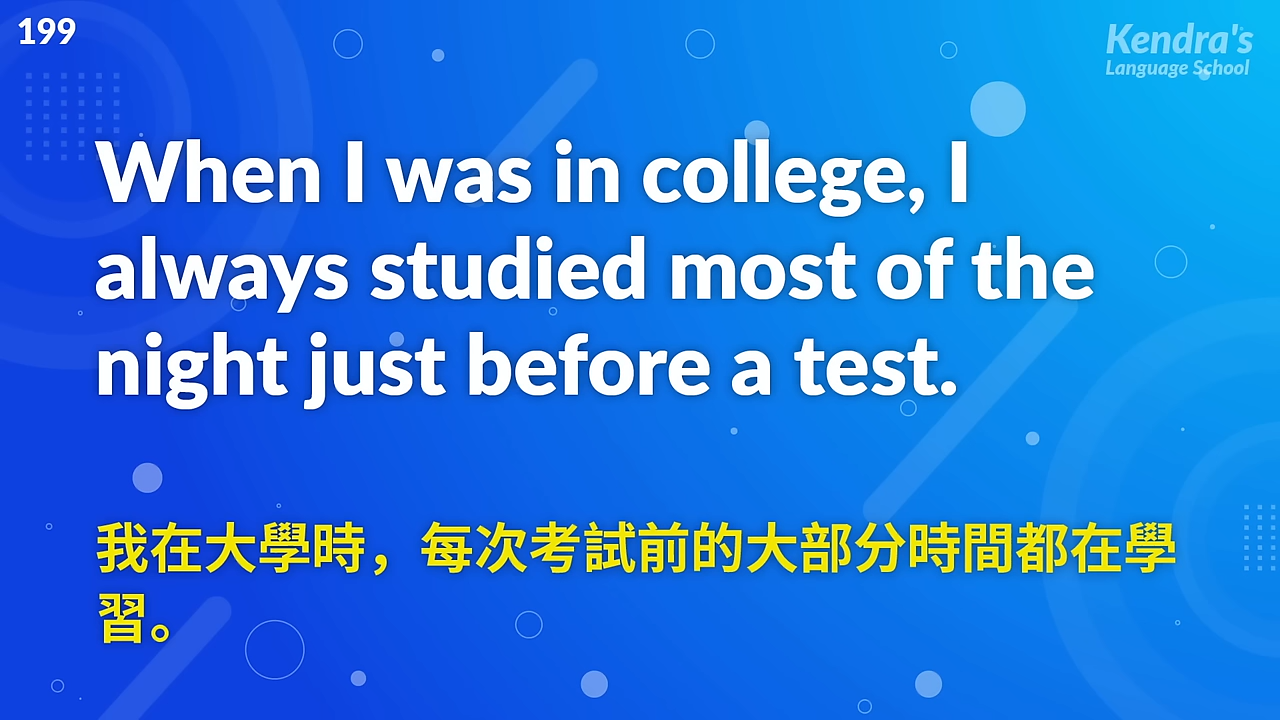 199
Kendra's
Language School
When I was in college, I
always studied most of the
night just before a test.
我在大學時，每次考試前的大部分時間都在學
習。